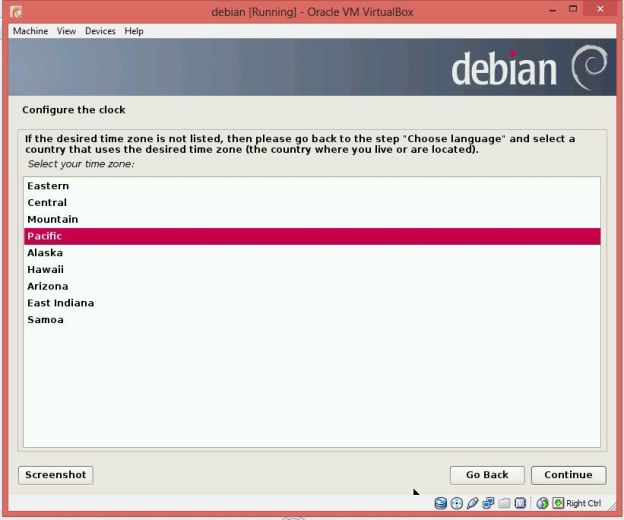 debian [Running] - Oracle VM VirtualBox
Machine View Devices Help
debian
Configure the clock
If the desired time zone is not listed, then please go back to the step "Choose language" and select a
country that uses the desired time zone (the country where you live or are located).
Select your time zone:
Eastern
Central
Mountain
Pacific
Alaska
Hawaii
Arizona
East Indiana
Samoa
Screenshot
Go Back
Continue
Right Ctrl